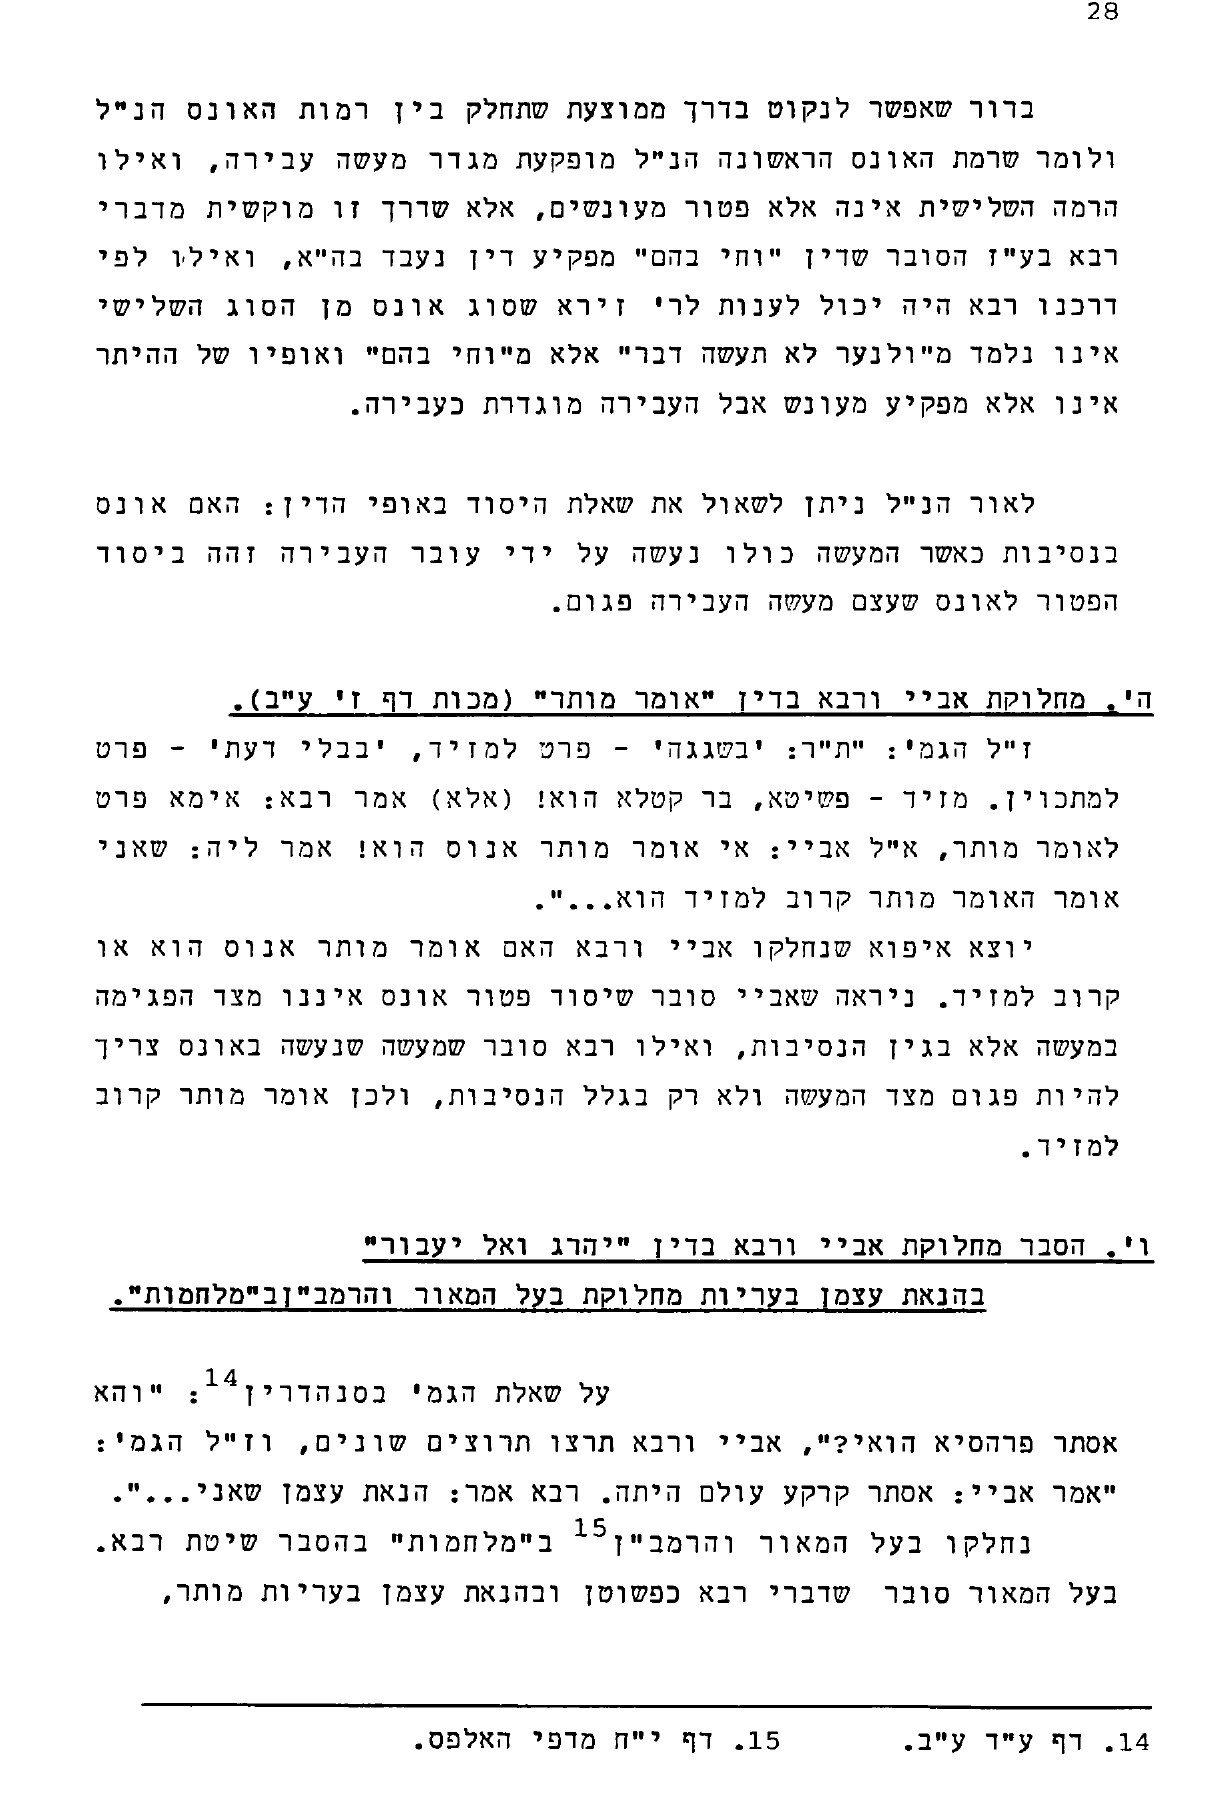 28
בדור שאפשר לנקוט בדרך ממוצעת שתחלק בין רמות האונס הנ"ל
ולומר שרמת האונס הראשונה הנ"ל מופקעת מגדר מעשה עבירה, ואילו
הרמה השלישית אינה אלא פטור מעונשים, אלא שדרך זו מוקשית מדברי
רבא בע"ז הסובר שדין "וחי בהם" מפקיע דין נעבד בה"א, ואילו לפי
דרכנו רבא היה יכול לענות לר' זירא שסוג אונס מן הסוג השלישי
אינו נלמד מ"ולנער לא תעשה דבר" אלא מ"וחי בהם" ואופיו של ההיתר
אינו אלא מפקיע מעונש אבל העבירה מוגדרת כעבירה.
לאור הנ"ל ניתן לשאול את שאלת היסוד באופי הדין: האם אונס
בנסיבות כאשר המעשה כולו נעשה על ידי עובר העבירה זהה ביסוד
הפטור לאונס שעצם מעשה העבירה פגום.
ה'. מחלוקת אביי ורבא בדין "אומר מותר" (מכות דף ז' ע"ב).
ז"ל הגמ': "ת"ר: 'בשגגה' - פרט למזיד, 'בבלי דעת' - פרט
למתכוין. מזיד - פשיטא, בר קטלא הוא! (אלא) אמר רבא: אימא פרט
לאומר מותר, א"ל אביי: אי אומר מותר אנוס הוא! אמר ליה: שאני
אומר האומר מותר קרוב למזיד הוא...".
יוצא איפוא שנחלקו אביי ורבא האם אומר מותר אנוס הוא או
קרוב למזיד. ניראה שאביי סובר שיסוד פטור אונס איננו מצד הפגימה
במעשה אלא בגין הנסיבות, ואילו רבא סובר שמעשה שנעשה באונס צריך
להיות פגום מצד המעשה ולא רק בגלל הנסיבות, ולכן אומר מותר קרוב
למזיד.
ו'. הסבר מחלוקת אביי ורבא בדין "יהרג ואל יעבור"
בהנאת עצמן בעריות מחלוקת בעל המאור והרמב"ן ב"מלחמות".
על שאלת הגמ' בסנהדרין14: "והא
אסתר פרהסיא הואי?", אביי ורבא תרצו תרוצים שונים, וז"ל הגמ':
"אמר אביי: אסתר קרקע עולם היתה. רבא אמר: הנאת עצמן שאני...".
נחלקו בעל המאור והרמב"ן15 ב"מלחמות" בהסבר שיטת רבא.
בעל המאור סובר שדברי רבא כפשוטן ובהנאת עצמן בעריות מותר,
14. דף ע"ד ע"ב. 15. דף י"ח מדפי האלפס.